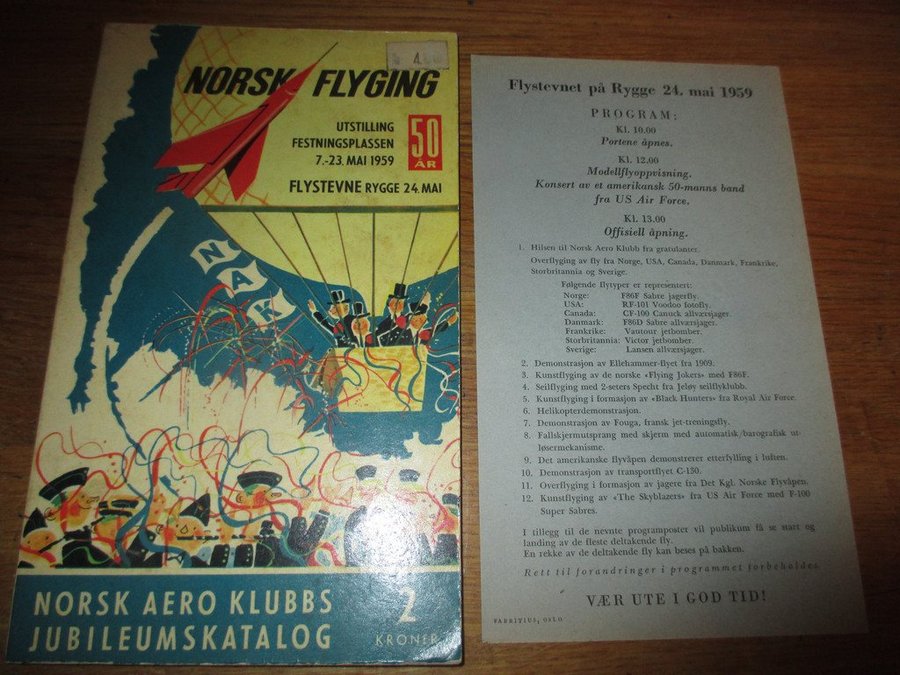 NORSK FLYGING
4.
UTSTILLING
FESTNINGSPLASSEN
7.-23. MAI 1959
50
ÅR
FLYSTEVNE RYGGE 24. MAI
NAK
NORSK AERO KLUBBS
JUBILEUMSKATALOG
2
KRONER
Flystevnet på Rygge 24. mai 1959
PROGRAM:
Kl. 10.00
Portene åpnes.
Kl. 12.00
Modellflyoppvisning.
Konsert av et amerikansk 50-manns band
fra US Air Force.
Kl. 13.00
Offisiell åpning.
1. Hilsen til Norsk Aero Klubb fra gratulanter.
Overflyging av fly fra Norge, USA, Canada, Danmark, Frankrike,
Storbritannia og Sverige.
Følgende flytyper er representert:
Norge: F86F Sabre jagerfly.
USA: RF-101 Voodoo fotofly.
Canada: CF-100 Canuck allværsjager.
Danmark: F86D Sabre allværsjager.
Frankrike: Vautour jetbomber.
Storbritannia: Victor jetbomber.
Sverige: Lansen allværsjager.
2. Demonstrasjon av Ellehammer-flyet fra 1909.
3. Kunstflyging av de norske «Flying Jokers» med F86F.
4. Seilflyging med 2-seters Specht fra Jeløy seilflyklubb.
5. Kunstflyging i formasjon av «Black Hunters» fra Royal Air Force.
6. Helikopterdemonstrasjon.
7. Demonstrasjon av Fouga, fransk jet-treningsfly.
8. Fallskjermutsprang med skjerm med automatisk/barografisk ut-
løsermekanisme.
9. Det amerikanske flyvåpen demonstrerer etterfylling i luften.
10. Demonstrasjon av transportflyet C-130.
11. Overflyging i formasjon av jagere fra Det Kgl. Norske Flyvåpen.
12. Kunstflyging av «The Skyblazers» fra US Air Force med F-100
Super Sabres.
I tillegg til de nevnte programposter vil publikum få se start og
landing av de fleste deltakende fly.
En rekke av de deltakende fly kan beses på bakken.
Rett til forandringer i programmet forbeholdes.
VÆR UTE I GOD TID!
FABRITIUS, OSLO